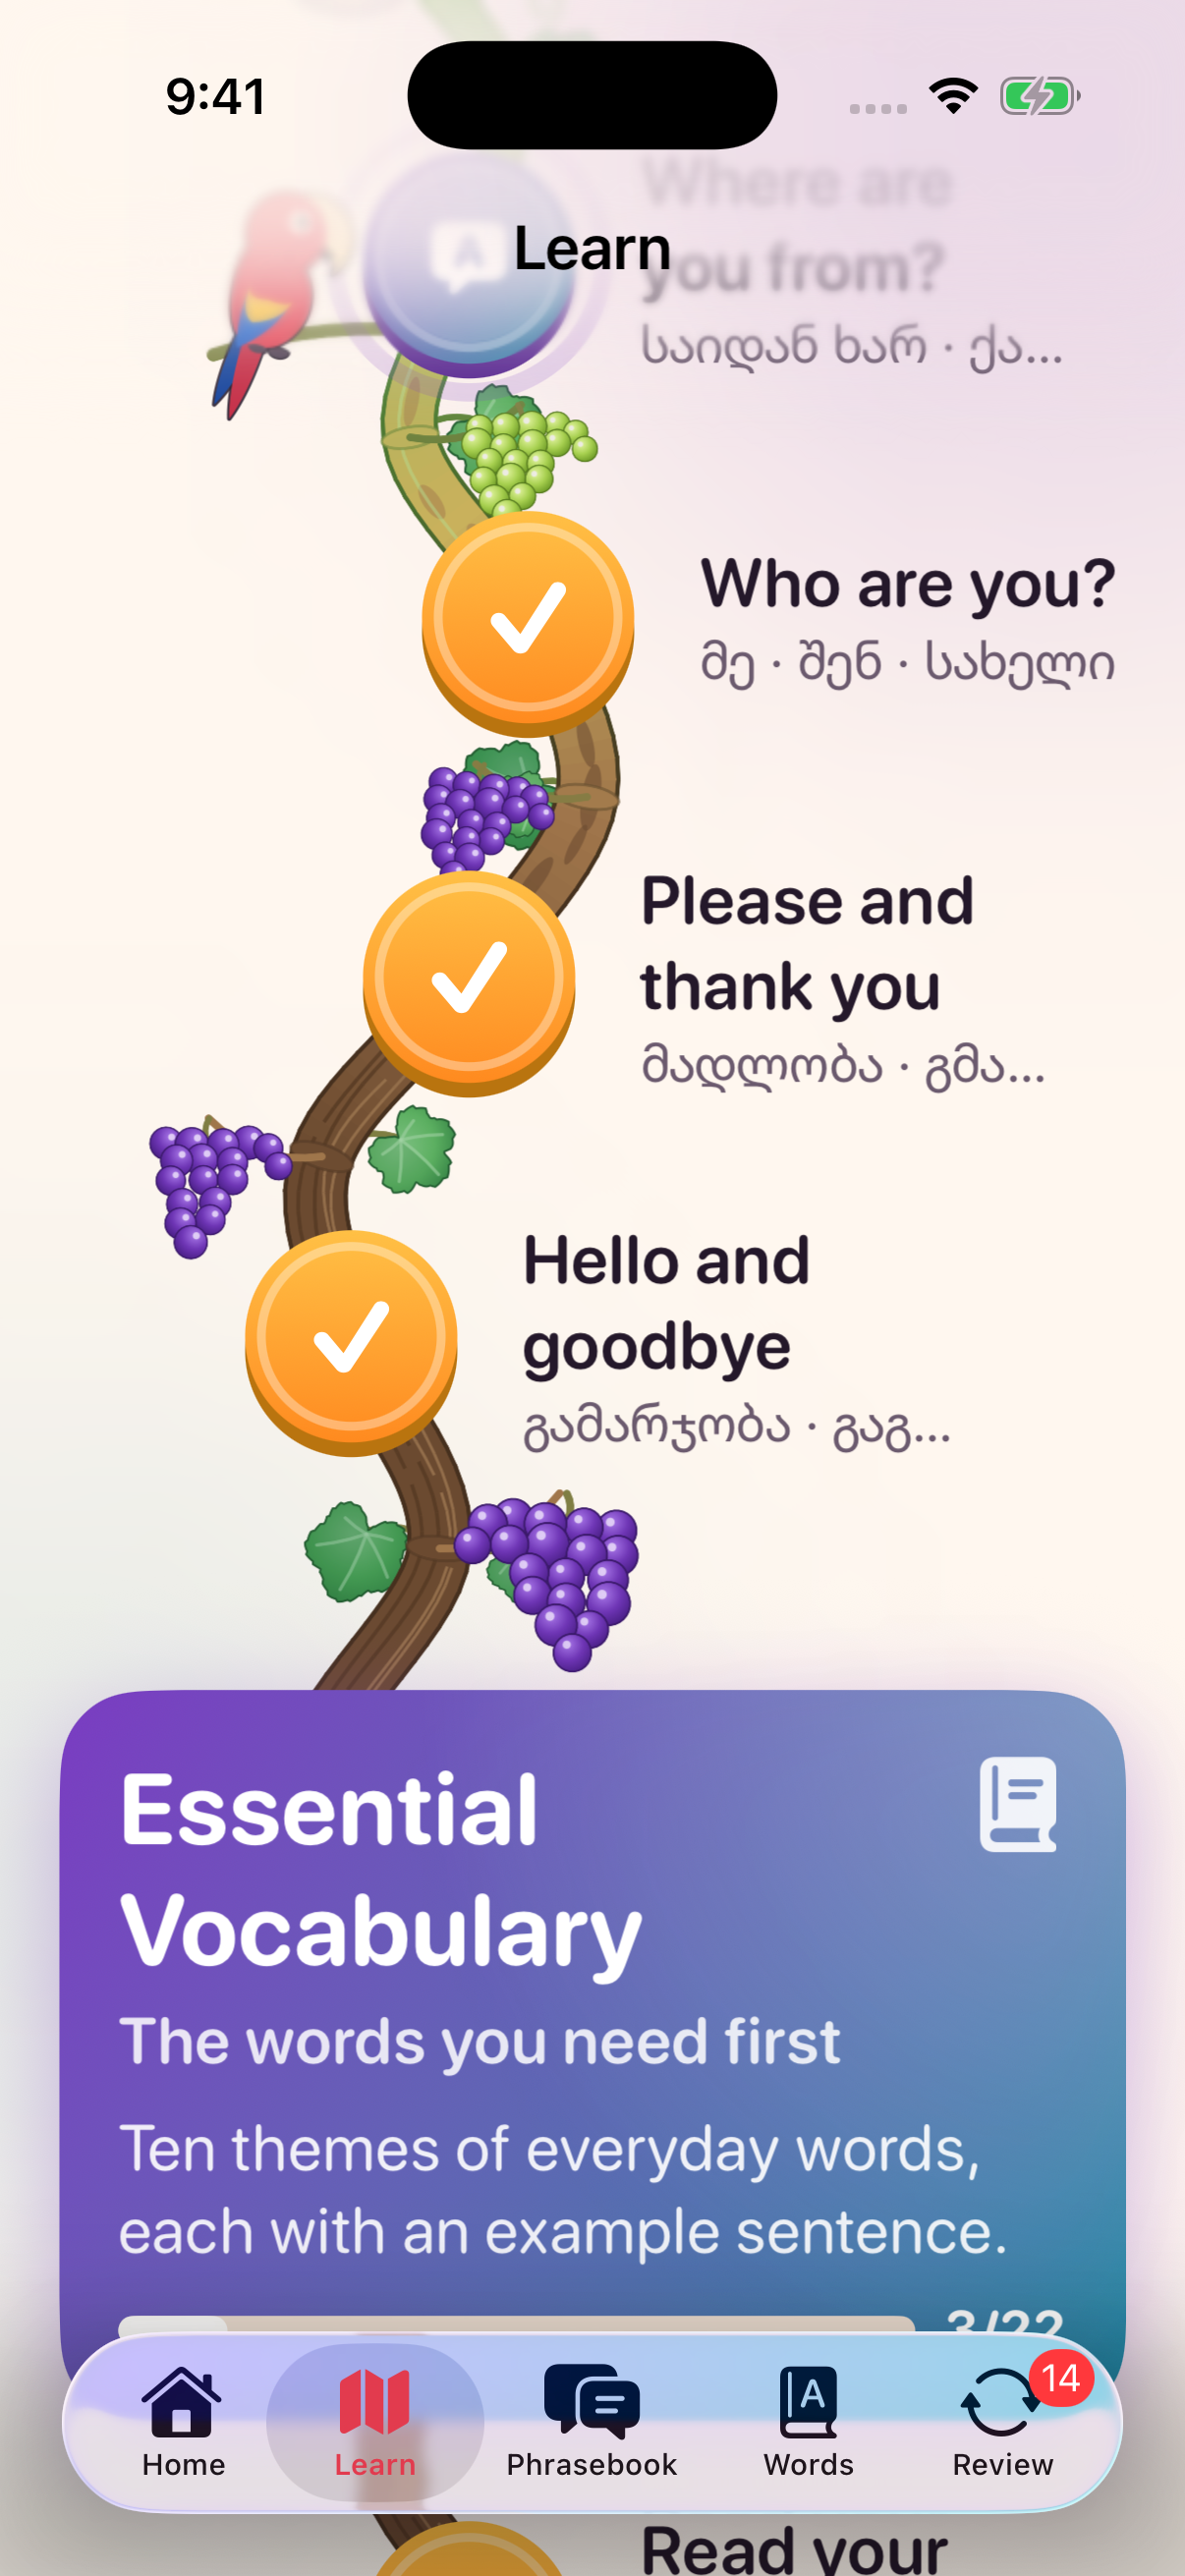 9:41
Where are
you from?
Learn
საიდან ხარ · ქა...
Who are you?
მე · შენ · სახელი
Please and
thank you
მადლობა · გმა...
Hello and
goodbye
გამარჯობა · გაგ...
Essential
Vocabulary
The words you need first
Ten themes of everyday words,
each with an example sentence.
3/22
14
Home
Learn
Phrasebook
Words
Review
Read your